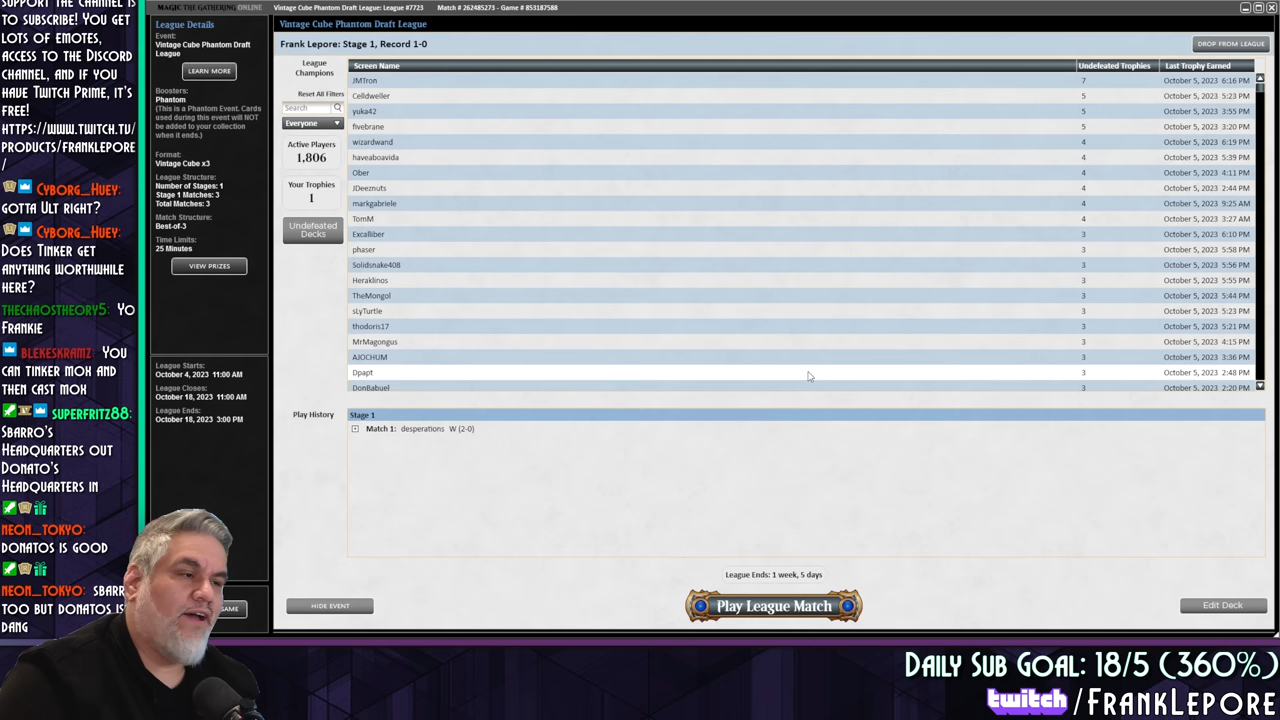 support the channel is
to subscribe! You get
lots of emotes,
access to the Discord
channel, and if you
have Twitch Prime, it's
free!
https://www.twitch.tv/
products/franklepore
/
Cyborg_Huey:
gotta Ult right?
Cyborg_Huey:
Does Tinker get
anything worthwhile
here?
thechaostheory5: Yo
Frankie
blekeskramz: You
can tinker mox and
then cast mox
superfritz88:
Sbarro's
Headquarters out
Donato's
Headquarters in
neon_tokyo:
donatos is good
neon_tokyo: sbarr
too but donatos is
dang
MAGIC THE GATHERING ONLINE
Vintage Cube Phantom Draft League: League #7723 Match # 262485273 - Game # 853187588
League Details
Event:
Vintage Cube Phantom Draft
League
LEARN MORE
Boosters:
Phantom
(This is a Phantom Event. Cards
used during this event will NOT
be added to your collection
when it ends.)
Format:
Vintage Cube x3
League Structure:
Number of Stages: 1
Stage 1 Matches: 3
Total Matches: 3
Match Structure:
Best-of-3
Time Limits:
25 Minutes
VIEW PRIZES
League Starts:
October 4, 2023 11:00 AM
League Closes:
October 18, 2023 11:00 AM
League Ends:
October 18, 2023 3:00 PM
AME
Vintage Cube Phantom Draft League
Frank Lepore: Stage 1, Record 1-0
DROP FROM LEAGUE
League
Champions
Reset All Filters
Search
Everyone
Active Players
1,806
Your Trophies
1
Undefeated
Decks
Screen Name Undefeated Trophies Last Trophy Earned
JMTron 7 October 5, 2023 6:16 PM
Celldweller 5 October 5, 2023 5:23 PM
yuka42 5 October 5, 2023 3:55 PM
fivebrane 5 October 5, 2023 3:20 PM
wizardwand 4 October 5, 2023 6:19 PM
haveaboavida 4 October 5, 2023 5:39 PM
Ober 4 October 5, 2023 4:11 PM
JDeeznuts 4 October 5, 2023 2:44 PM
markgabriele 4 October 5, 2023 9:25 AM
TomM 4 October 5, 2023 3:27 AM
Excalliber 3 October 5, 2023 6:10 PM
phaser 3 October 5, 2023 5:58 PM
Solidsnake408 3 October 5, 2023 5:56 PM
Heraklinos 3 October 5, 2023 5:55 PM
TheMongol 3 October 5, 2023 5:44 PM
sLyTurtle 3 October 5, 2023 5:23 PM
thodoris17 3 October 5, 2023 5:21 PM
MrMagongus 3 October 5, 2023 4:15 PM
AJOCHUM 3 October 5, 2023 3:36 PM
Dpapt 3 October 5, 2023 2:48 PM
DonBabuel 3 October 5, 2023 2:20 PM
Play History
Stage 1
Match 1: desperations W (2-0)
League Ends: 1 week, 5 days
HIDE EVENT
Play League Match
Edit Deck
Daily Sub Goal: 18/5 (360%)
twitch /FrankLepore